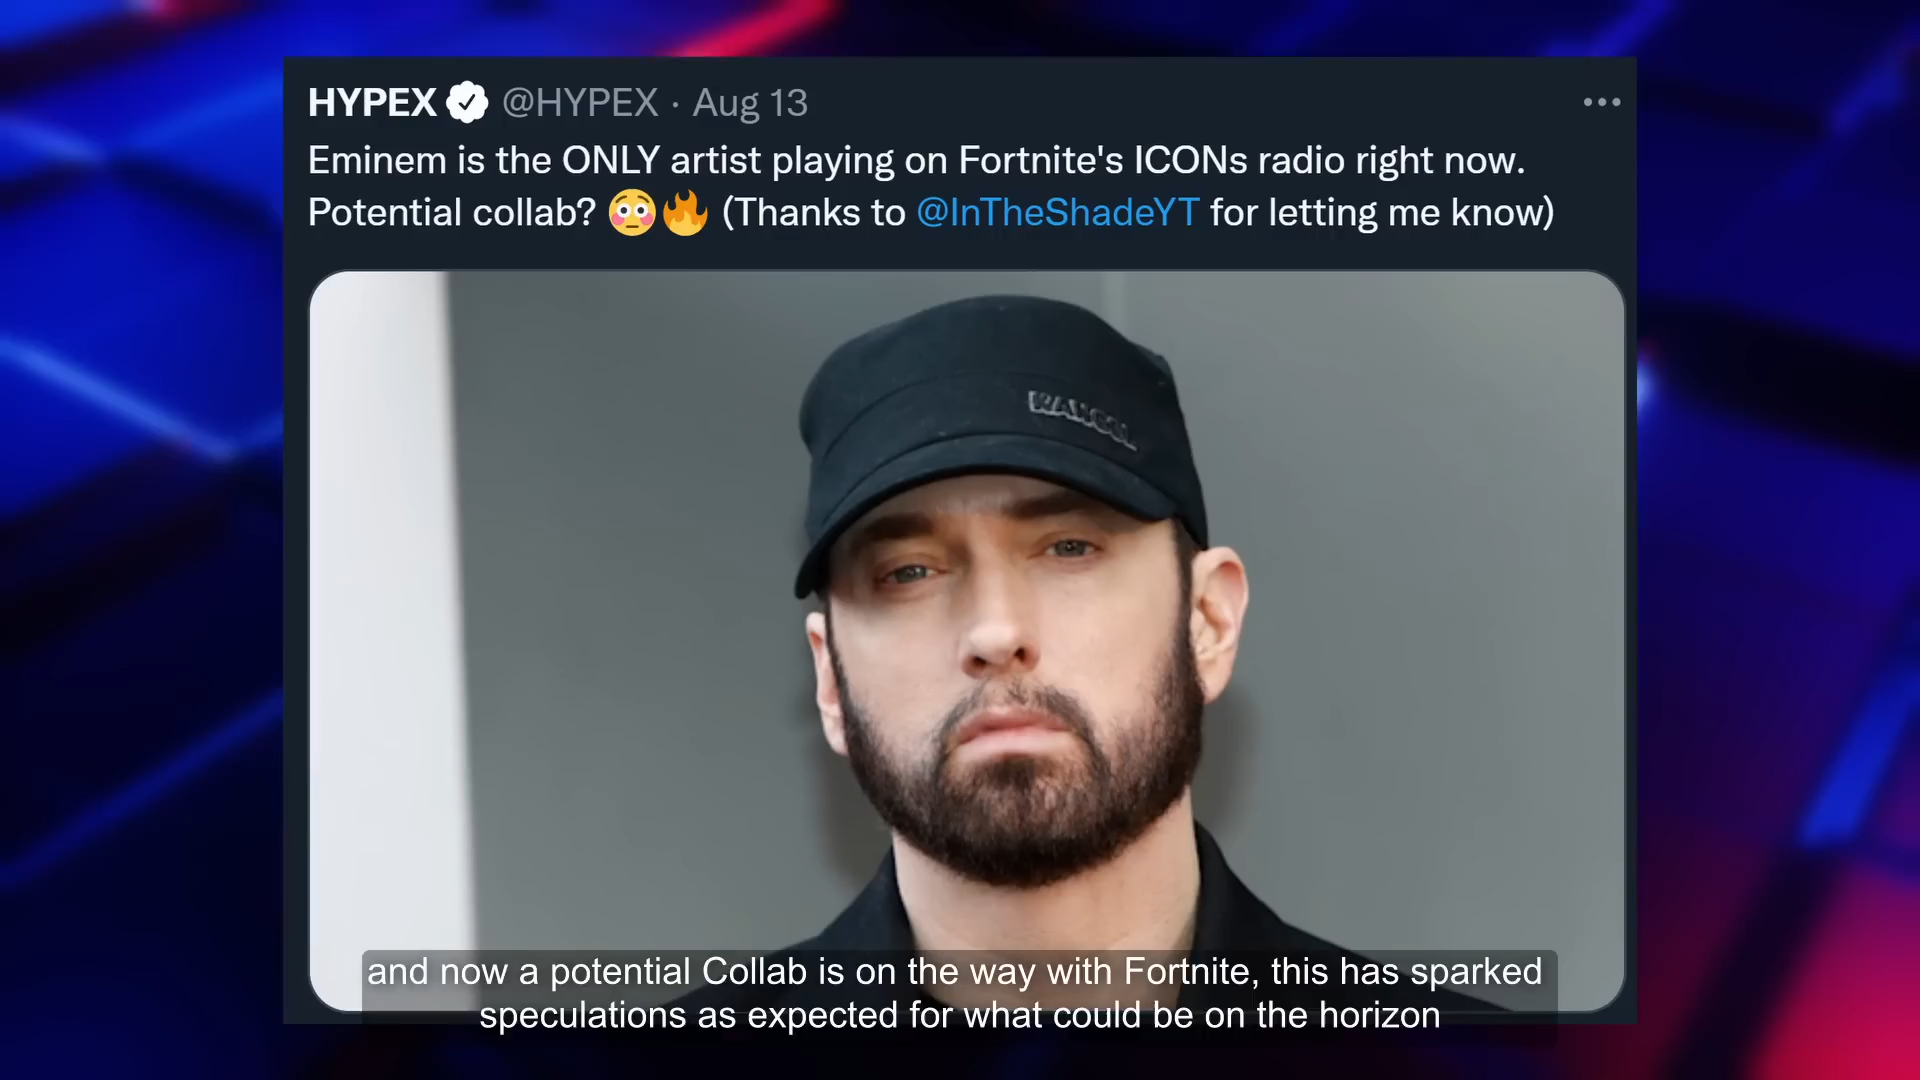 HYPEX @HYPEX · Aug 13
Eminem is the ONLY artist playing on Fortnite's ICONs radio right now.
Potential collab? 😳🔥 (Thanks to @InTheShadeYT for letting me know)
KANGOL
and now a potential Collab is on the way with Fortnite, this has sparked
speculations as expected for what could be on the horizon